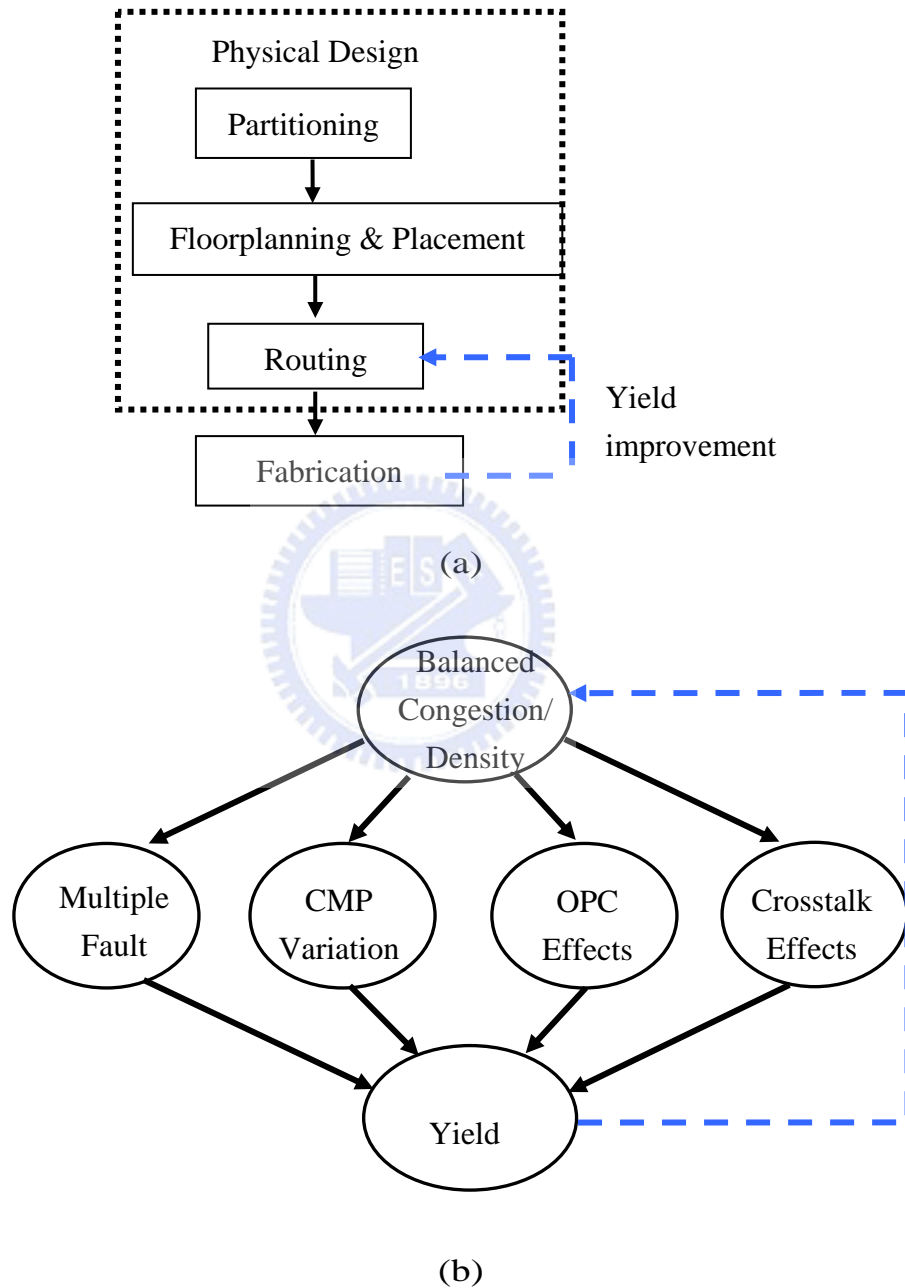 Physical Design
Partitioning
Floorplanning & Placement
Routing
Yield
improvement
Fabrication
(a)
E S
1896
Balanced
Congestion/
Density
Multiple
Fault
CMP
Variation
OPC
Effects
Crosstalk
Effects
Yield
(b)